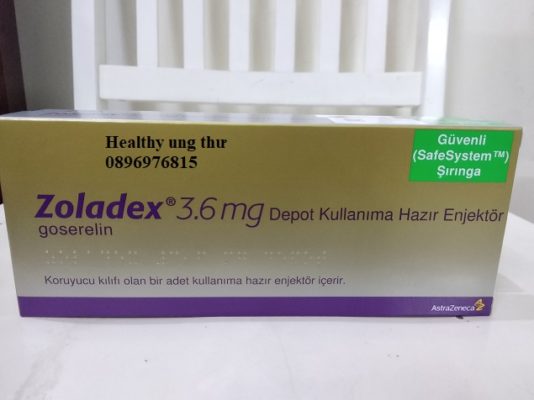 Healthy ung thư
0896976815
Güvenli
(SafeSystem™)
Şırınga
Zoladex® 3.6 mg Depot Kullanıma Hazır Enjektör
goserelin
Koruyucu kılıfı olan bir adet kullanıma hazır enjektör içerir.
AstraZeneca